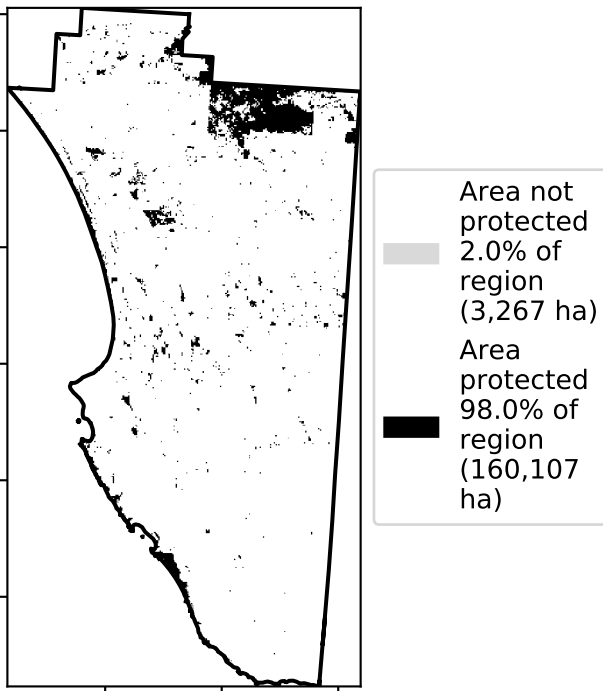 Area not
protected
2.0% of
region
(3,267 ha)
Area
protected
98.0% of
region
(160,107
ha)